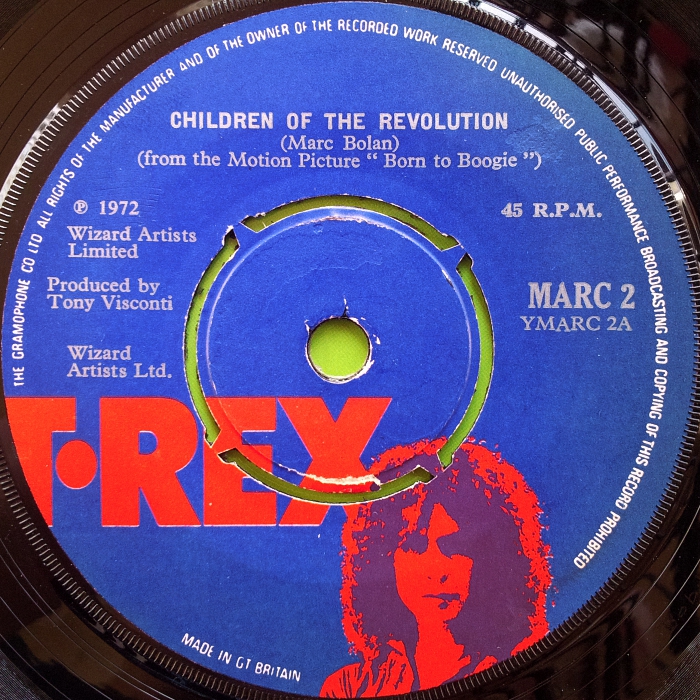 THE GRAMOPHONE CO LTD ALL RIGHTS OF THE MANUFACTURER AND OF THE OWNER OF THE RECORDED WORK RESERVED UNAUTHORISED PUBLIC PERFORMANCE BROADCASTING AND COPYING OF THIS RECORD PROHIBITED
CHILDREN OF THE REVOLUTION
(Marc Bolan)
(from the Motion Picture “ Born to Boogie ”)
℗ 1972
45 R.P.M.
Wizard Artists
Limited
Produced by
Tony Visconti
MARC 2
YMARC 2A
Wizard
Artists Ltd.
T·REX
MADE IN GT BRITAIN